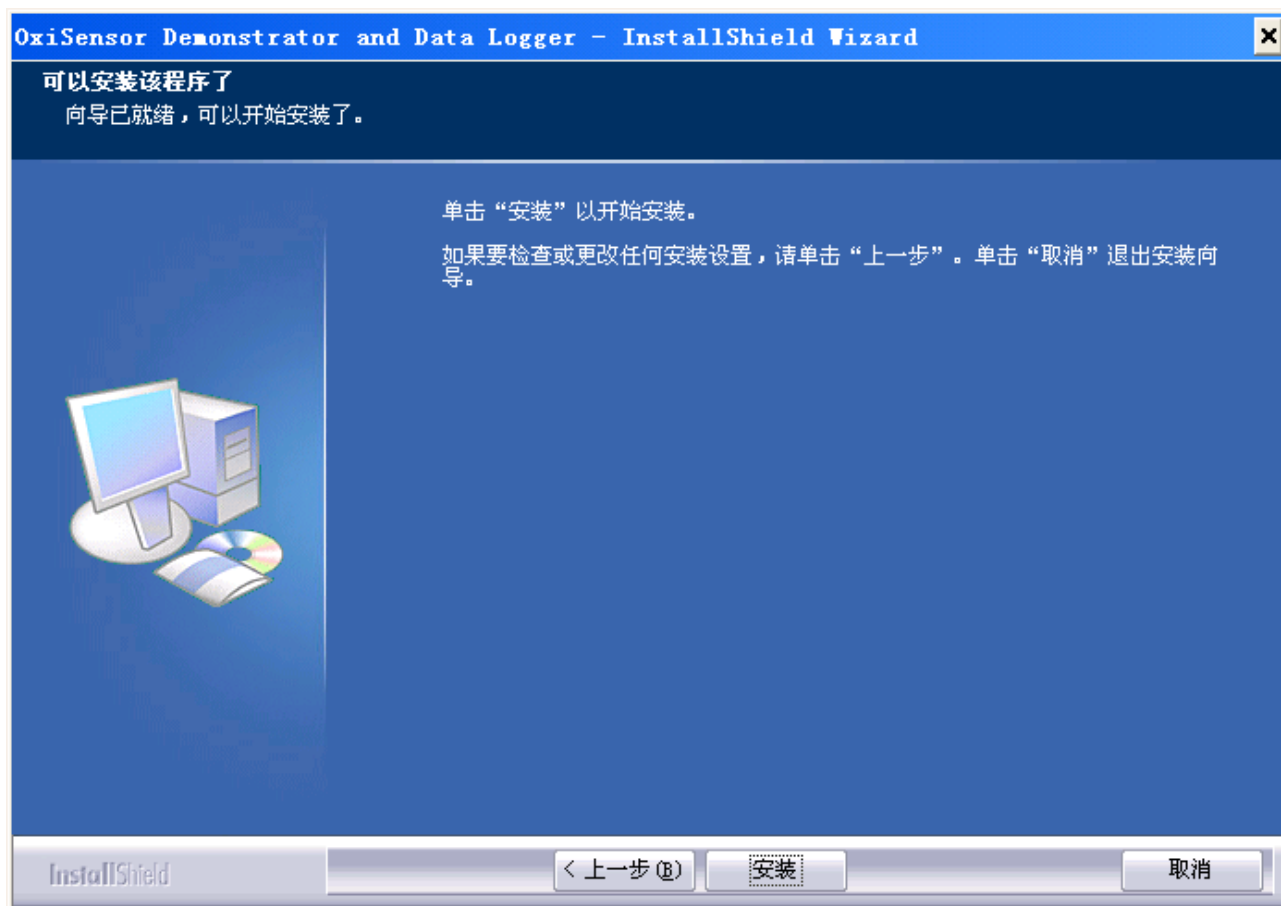 OxiSensor Demonstrator and Data Logger - InstallShield Wizard
可以安装该程序了
向导已就绪，可以开始安装了。
单击“安装”以开始安装。
如果要检查或更改任何安装设置，请单击“上一步”。单击“取消”退出安装向
导。
InstallShield
< 上一步(B)
安装
取消